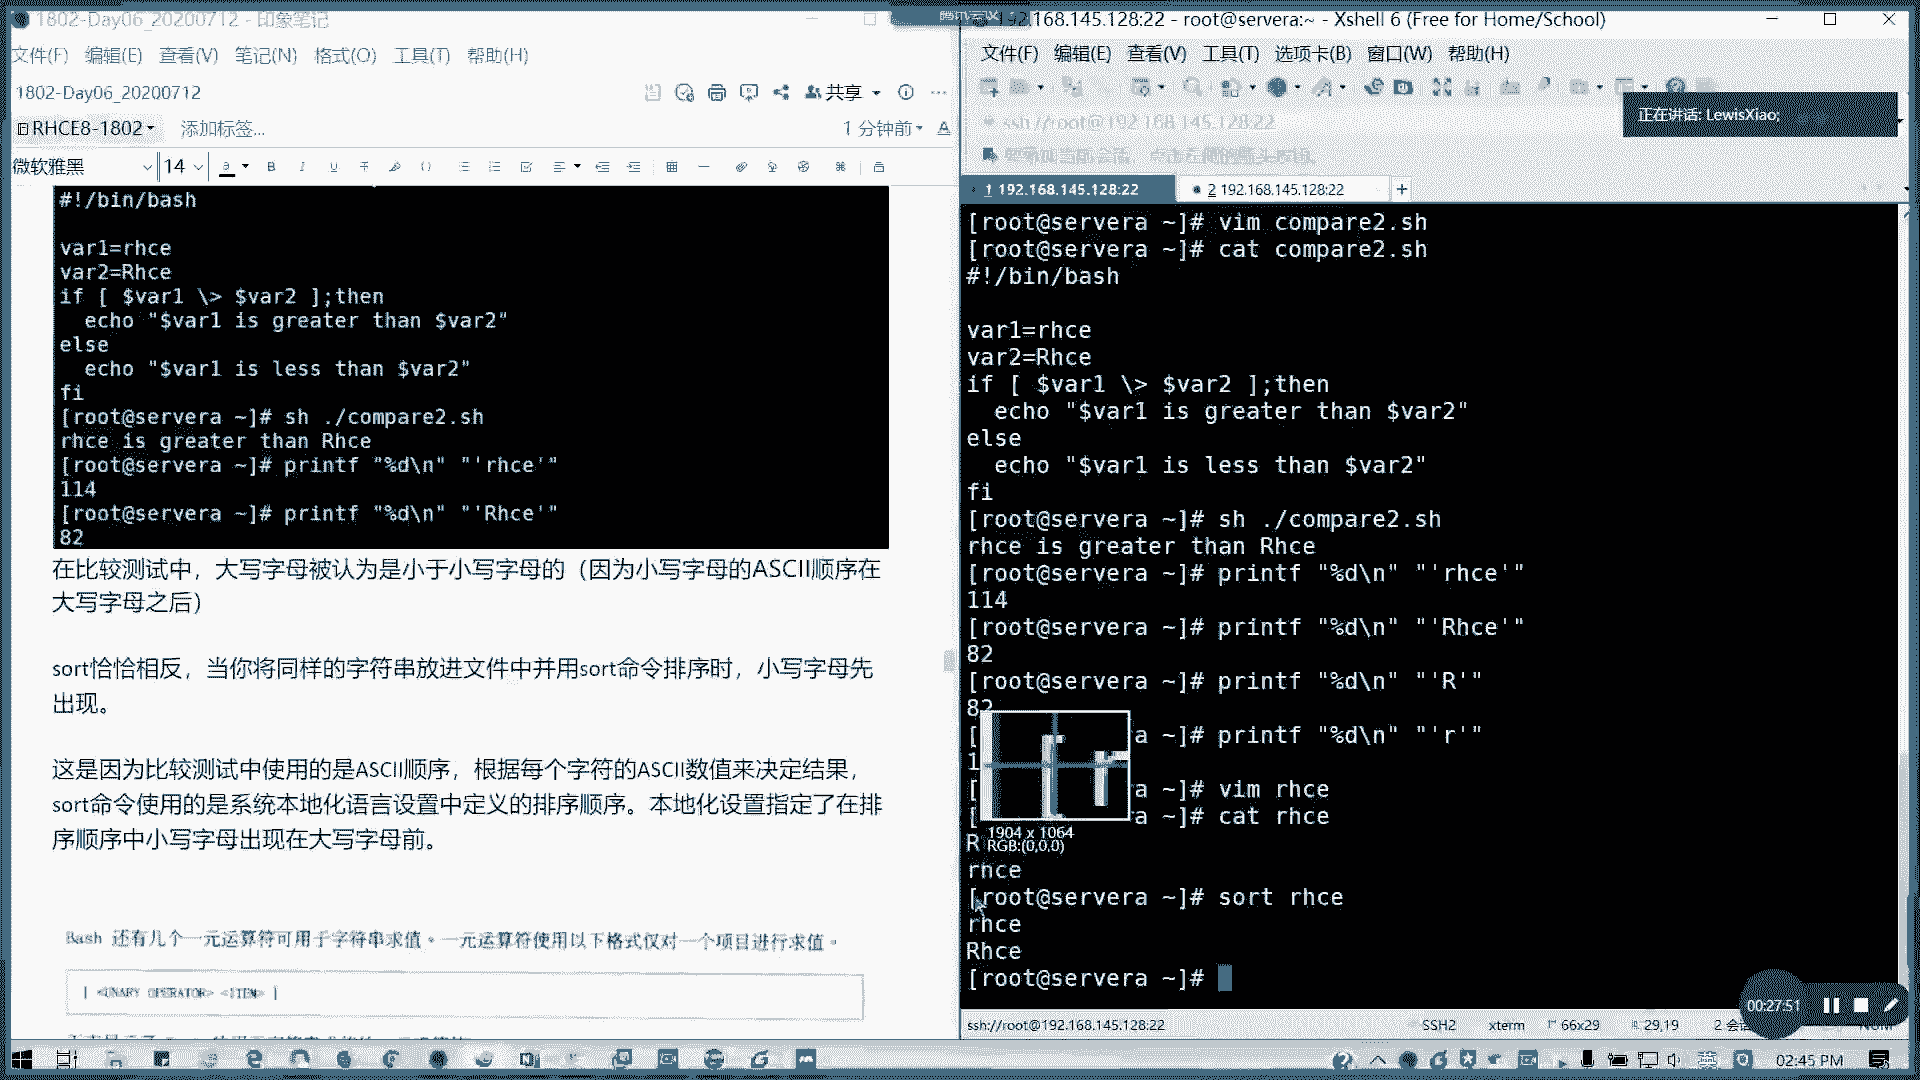 1802-Day06_20200712 - 印象笔记
文件(F) 编辑(E) 查看(V) 笔记(N) 格式(O) 工具(T) 帮助(H)
1802-Day06_20200712
共享
RHCE8-1802
添加标签...
1 分钟前
微软雅黑
14
#!/bin/bash
var1=rhce
var2=Rhce
if [ $var1 \> $var2 ];then
echo "$var1 is greater than $var2"
else
echo "$var1 is less than $var2"
fi
[root@servera ~]# sh ./compare2.sh
rhce is greater than Rhce
[root@servera ~]# printf "%d\n" "'rhce'"
114
[root@servera ~]# printf "%d\n" "'Rhce'"
82
在比较测试中，大写字母被认为是小于小写字母的（因为小写字母的ASCII顺序在
大写字母之后）
sort恰恰相反，当你将同样的字符串放进文件中并用sort命令排序时，小写字母先
出现。
这是因为比较测试中使用的是ASCII顺序，根据每个字符的ASCII数值来决定结果，
sort命令使用的是系统本地化语言设置中定义的排序顺序。本地化设置指定了在排
序顺序中小写字母出现在大写字母前。
Bash 还有几个一元运算符可用于字符串求值。一元运算符使用以下格式仅对一个项目进行求值。
[ <UNARY OPERATOR> <ITEM> ]
腾讯会议
192.168.145.128:22 - root@servera:~ - Xshell 6 (Free for Home/School)
文件(F) 编辑(E) 查看(V) 工具(T) 选项卡(B) 窗口(W) 帮助(H)
ssh://root@192.168.145.128:22
正在讲话: LewisXiao;
1 192.168.145.128:22
2 192.168.145.128:22
[root@servera ~]# vim compare2.sh
[root@servera ~]# cat compare2.sh
#!/bin/bash
var1=rhce
var2=Rhce
if [ $var1 \> $var2 ];then
echo "$var1 is greater than $var2"
else
echo "$var1 is less than $var2"
fi
[root@servera ~]# sh ./compare2.sh
rhce is greater than Rhce
[root@servera ~]# printf "%d\n" "'rhce'"
114
[root@servera ~]# printf "%d\n" "'Rhce'"
82
[root@servera ~]# printf "%d\n" "'R'"
82
[ a ~]# printf "%d\n" "'r'"
1
[ a ~]# vim rhce
[ a ~]# cat rhce
1904 x 1064
R
RGB:(0,0,0)
rhce
[root@servera ~]# sort rhce
rhce
Rhce
[root@servera ~]#
00:27:51
ssh://root@192.168.145.128:22
SSH2
xterm
66x29
29,19
2 会
NUM
英
02:45 PM